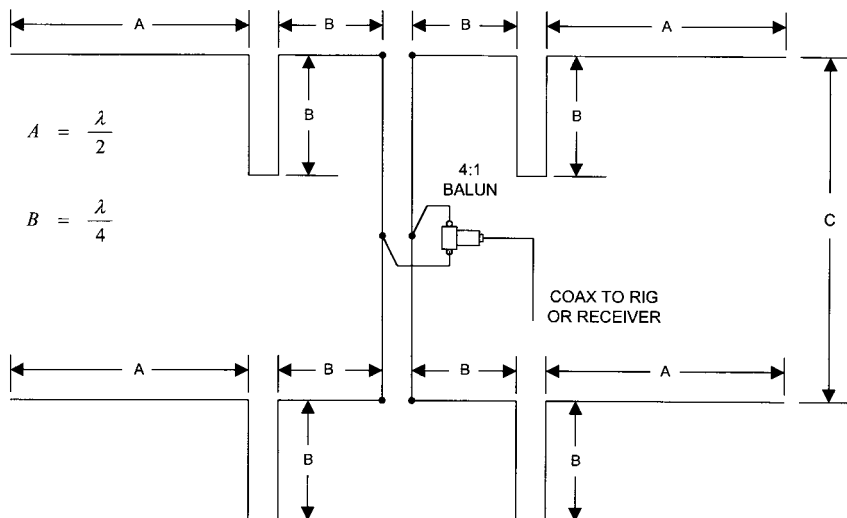 A B B A
B B
A = λ/2
4:1
BALUN
B = λ/4
C
COAX TO RIG
OR RECEIVER
A B B A
B B